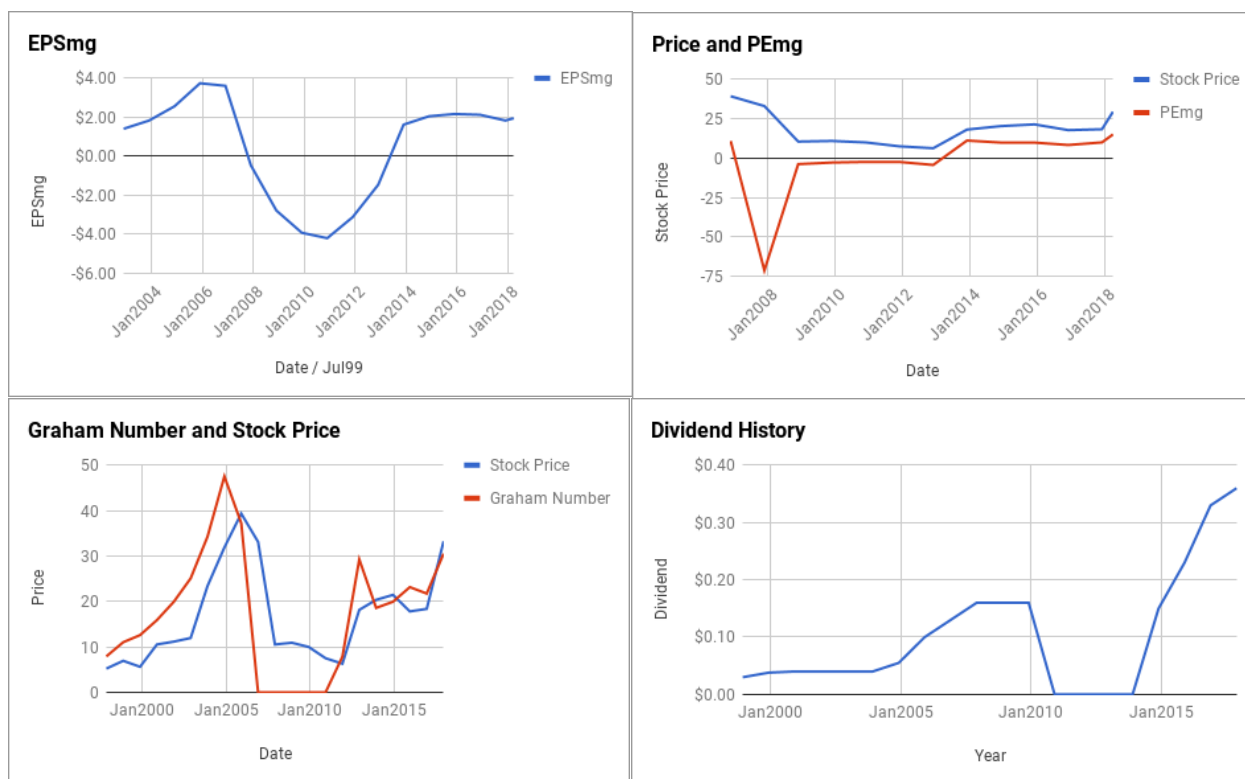 EPSmg
$4.00
$2.00
$0.00
-$2.00
-$4.00
-$6.00
EPSmg
EPSmg
Jan2004
Jan2006
Jan2008
Jan2010
Jan2012
Jan2014
Jan2016
Jan2018
Date / Jul99
Price and PEmg
50
25
0
-25
-50
-75
Stock Price
Stock Price
PEmg
Jan2008
Jan2010
Jan2012
Jan2014
Jan2016
Jan2018
Date
Graham Number and Stock Price
50
40
30
20
10
0
Price
Stock Price
Graham Number
Jan2000
Jan2005
Jan2010
Jan2015
Date
Dividend History
$0.40
$0.30
$0.20
$0.10
$0.00
Dividend
Jan2000
Jan2005
Jan2010
Jan2015
Year